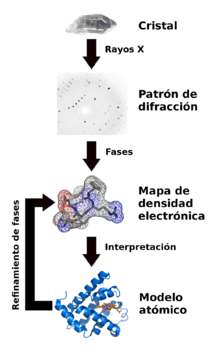 Cristal
Rayos X
Patrón de
difracción
Fases
Mapa de
densidad
electrónica
Refinamiento de fases
Interpretación
Modelo
atómico